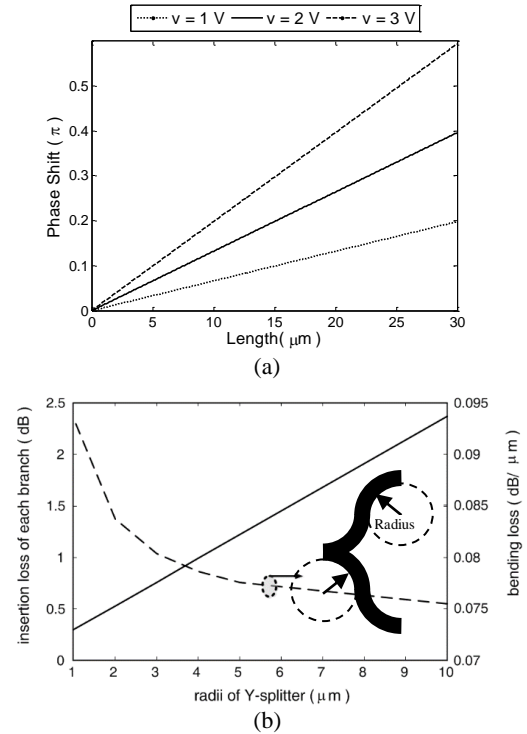 v = 1 V v = 2 V v = 3 V
Phase Shift ( π )
0.5
0.4
0.3
0.2
0.1
0
0 5 10 15 20 25 30
Length( μm )
(a)
insertion loss of each branch ( dB )
2.5
2
1.5
1
0.5
0
0.095
0.09
0.085
0.08
0.075
0.07
bending loss ( dB/ μm )
Radius
1 2 3 4 5 6 7 8 9 10
radii of Y-splitter ( μm )
(b)